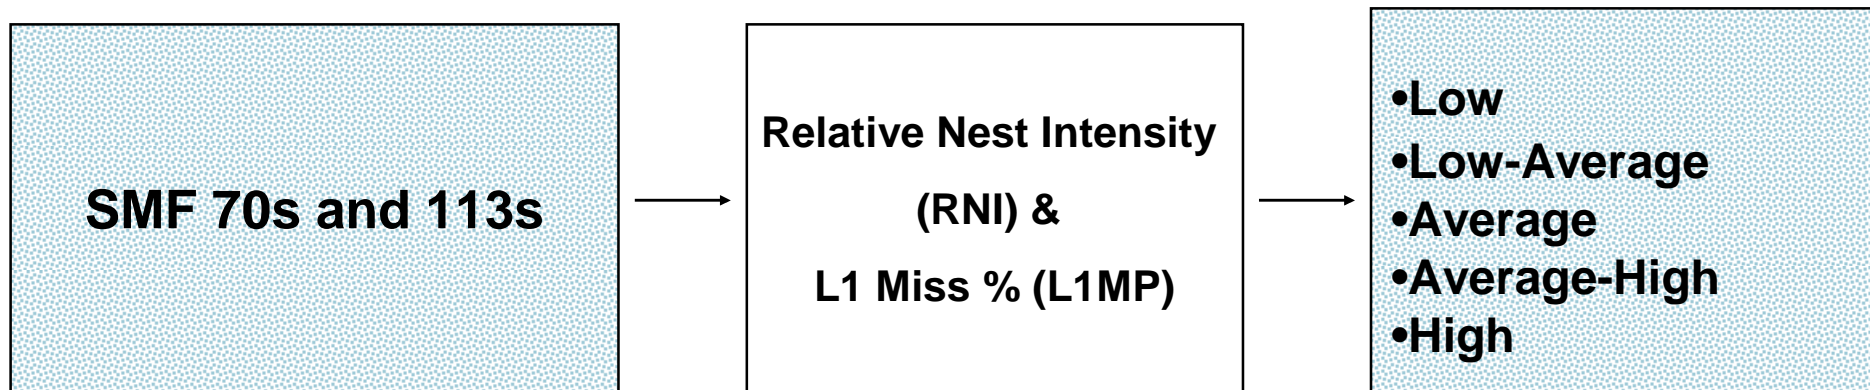 SMF 70s and 113s
Relative Nest Intensity
(RNI) &
L1 Miss % (L1MP)
•Low
•Low-Average
•Average
•Average-High
•High